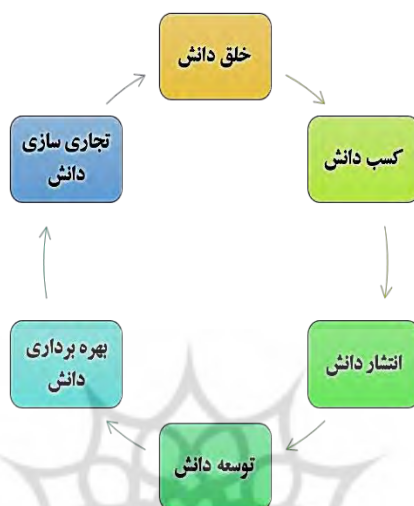 خلق دانش
کسب دانش
انتشار دانش
توسعه دانش
بهره برداری
دانش
تجاری سازی
دانش